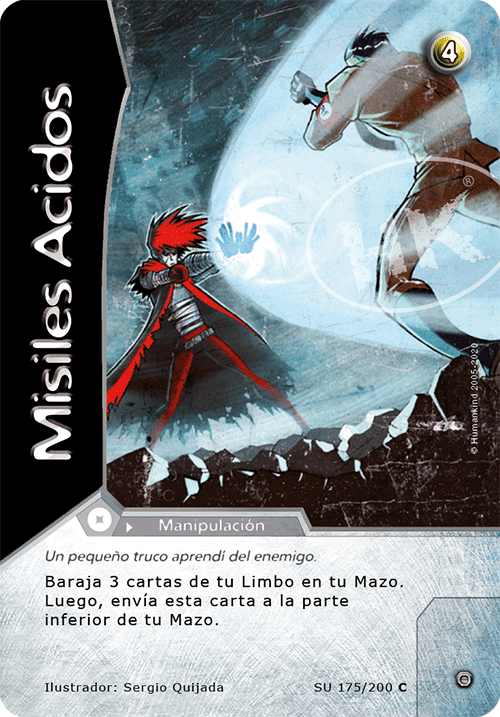 4
Misiles Acidos
HK
®
© Humankind 2005-2020
Manipulación
Un pequeño truco aprendí del enemigo.
Baraja 3 cartas de tu Limbo en tu Mazo.
Luego, envía esta carta a la parte
inferior de tu Mazo.
Ilustrador: Sergio Quijada
SU 175/200 C